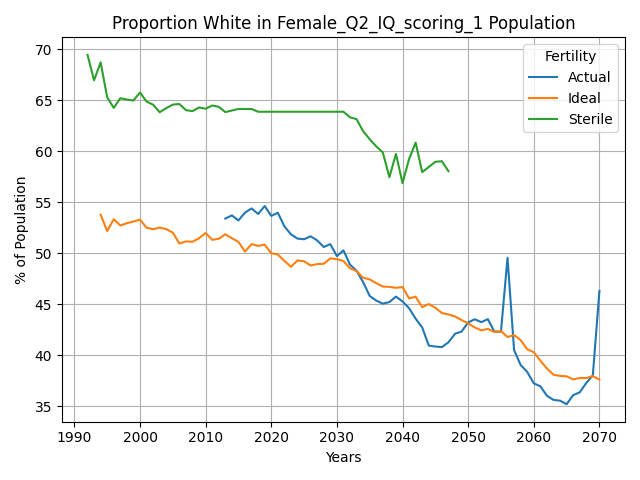 Proportion White in Female_Q2_IQ_scoring_1 Population
Fertility
Actual
Ideal
Sterile
% of Population
70
65
60
55
50
45
40
35
1990
2000
2010
2020
2030
2040
2050
2060
2070
Years